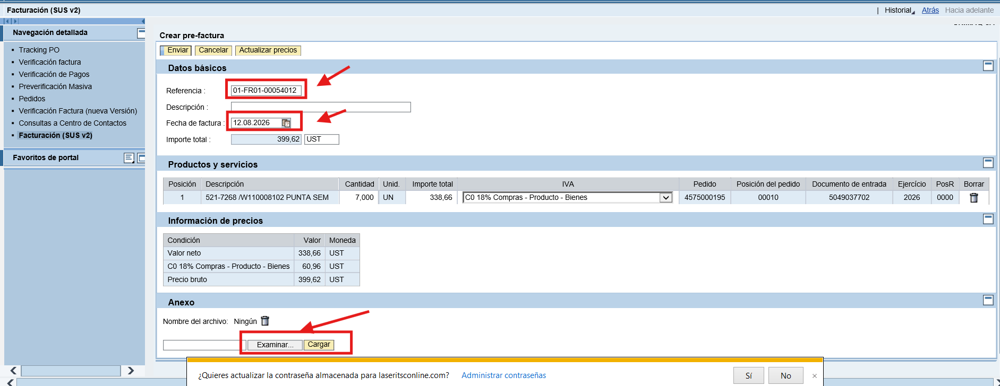 Facturación (SUS v2)
| Historial Atrás Hacia adelante
Navegación detallada
Tracking PO
Verificación factura
Verificación de Pagos
Preverificación Masiva
Pedidos
Verificación Factura (nueva Versión)
Consultas a Centro de Contactos
Facturación (SUS v2)
Favoritos de portal
Crear pre-factura
Enviar Cancelar Actualizar precios
Datos básicos
Referencia : 01-FR01-00054012
Descripción :
Fecha de factura : 12.08.2026
Importe total : 399,62 UST
Productos y servicios
Posición Descripción Cantidad Unid. Importe total IVA Pedido Posición del pedido Documento de entrada Ejercício PosR Borrar
1 521-7268 /W110008102 PUNTA SEM 7,000 UN 338,66 C0 18% Compras - Producto - Bienes 4575000195 00010 5049037702 2026 0000
Información de precios
Condición Valor Moneda
Valor neto 338,66 UST
C0 18% Compras - Producto - Bienes 60,96 UST
Precio bruto 399,62 UST
Anexo
Nombre del archivo: Ningún
Examinar... Cargar
¿Quieres actualizar la contraseña almacenada para laseritsconline.com? Administrar contraseñas Sí No ×